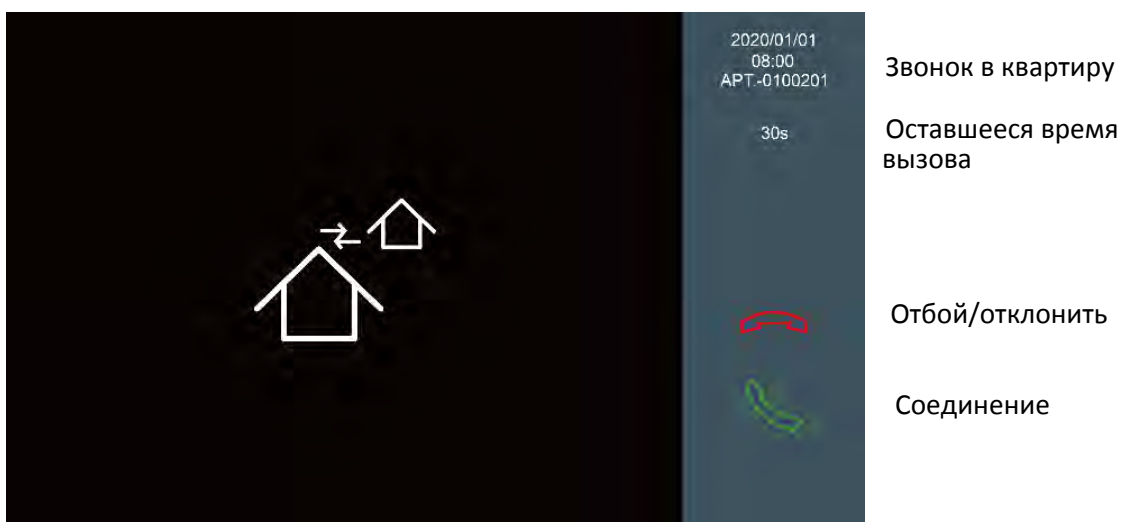 2020/01/01
08:00
APT.-0100201
Звонок в квартиру
30s
Оставшееся время
вызова
Отбой/отклонить
Соединение